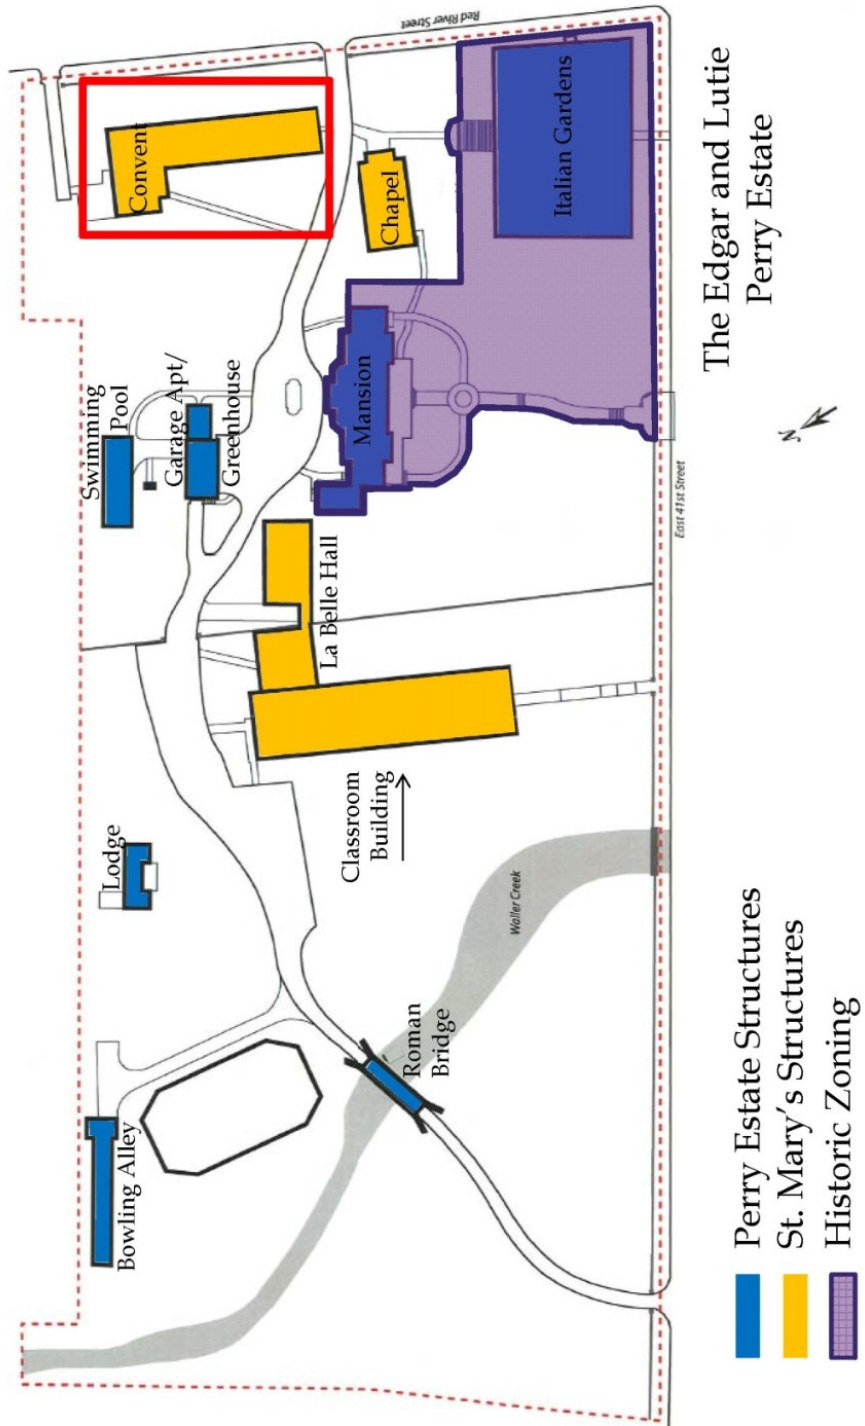 Red River Street
Convent
Chapel
Italian Gardens
Swimming
Pool
Garage Apt/
Greenhouse
Mansion
La Belle Hall
Lodge
Classroom
Building
Waller Creek
Bowling Alley
Roman
Bridge
East 41st Street
N
The Edgar and Lutie
Perry Estate
Perry Estate Structures
St. Mary's Structures
Historic Zoning